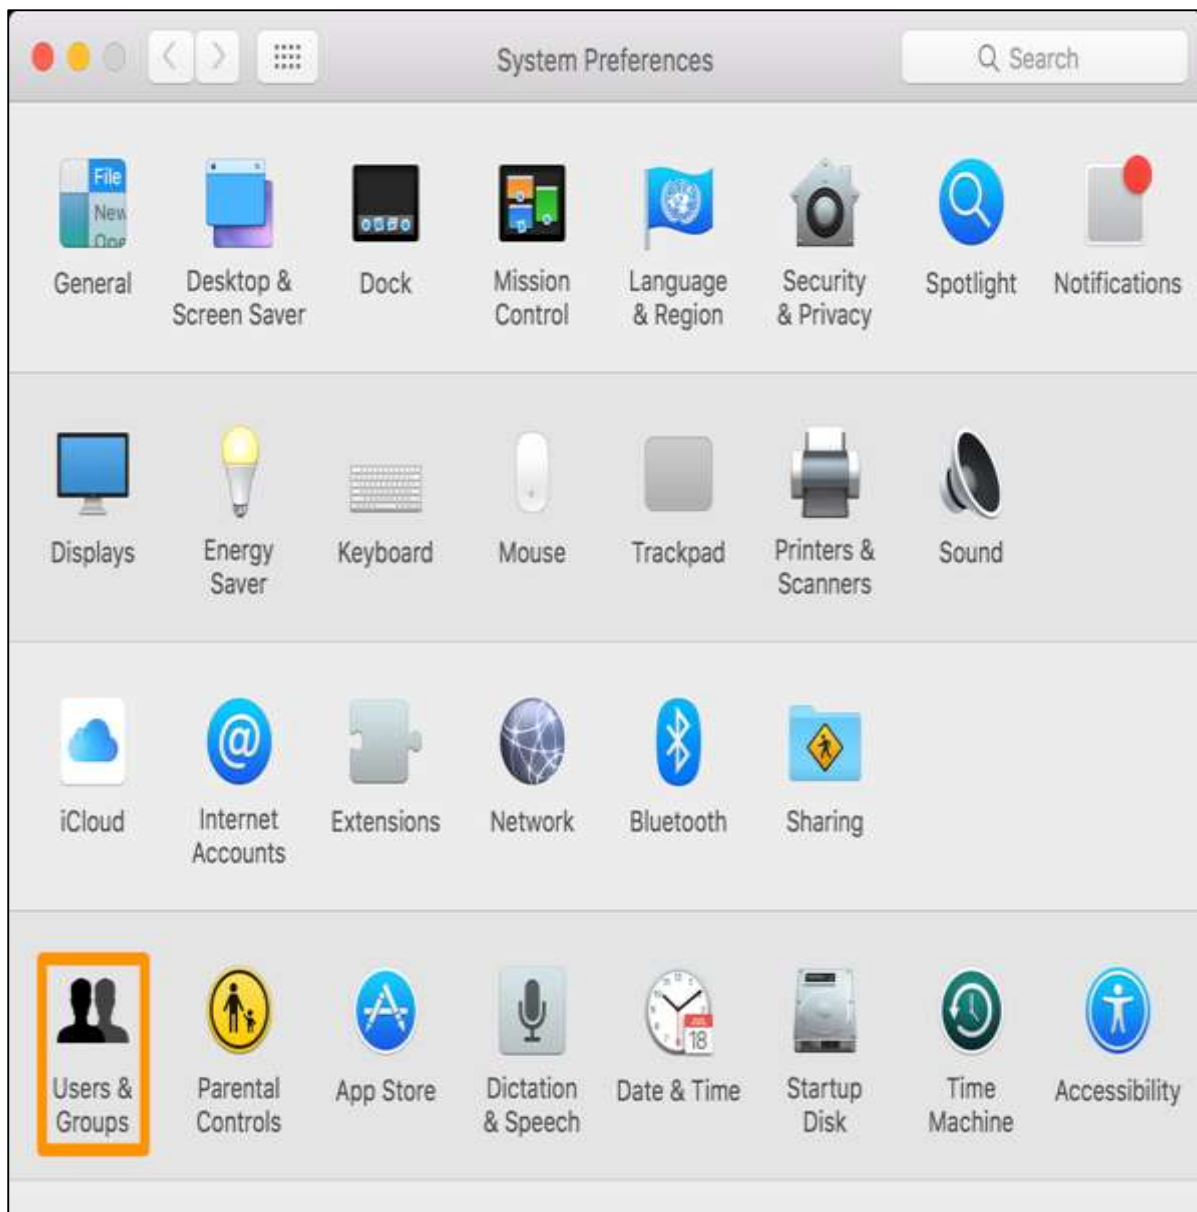 System Preferences
Search
File
New
Ope
General
Desktop &
Screen Saver
Dock
Mission
Control
Language
& Region
Security
& Privacy
Spotlight
Notifications
Displays
Energy
Saver
Keyboard
Mouse
Trackpad
Printers &
Scanners
Sound
iCloud
@
Internet
Accounts
Extensions
Network
Bluetooth
Sharing
Users &
Groups
Parental
Controls
App Store
Dictation
& Speech
JUL
18
Date & Time
Startup
Disk
Time
Machine
Accessibility